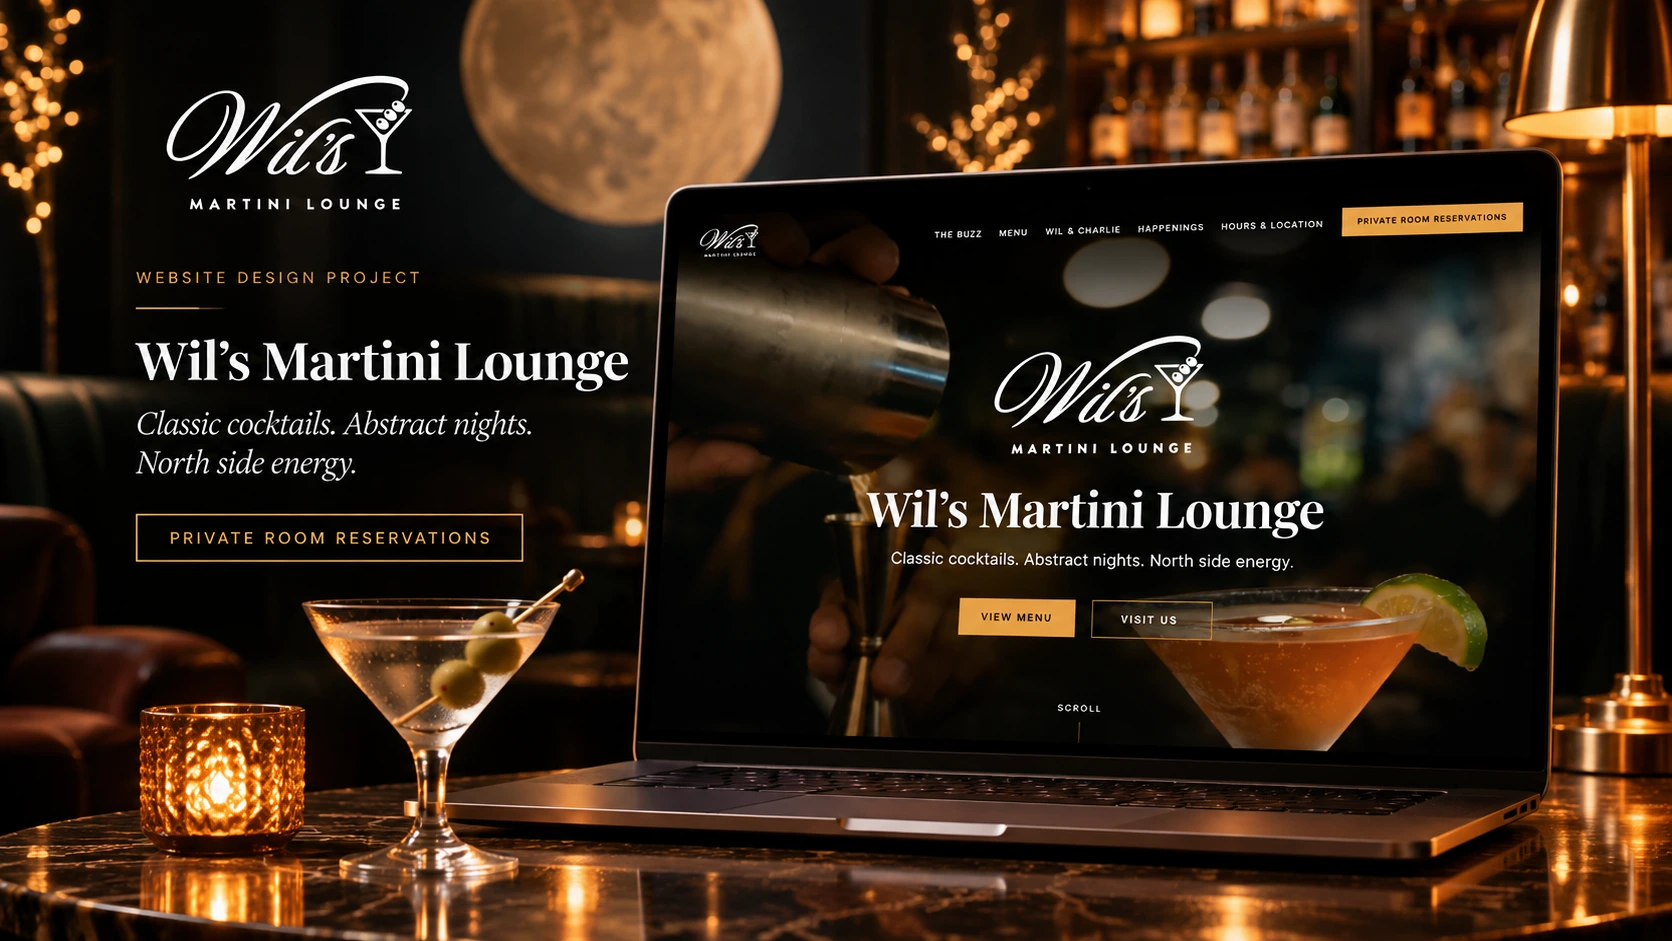 Wil's
MARTINI LOUNGE
WEBSITE DESIGN PROJECT
Wil's Martini Lounge
Classic cocktails. Abstract nights.
North side energy.
PRIVATE ROOM RESERVATIONS
Wil's
MARTINI LOUNGE
THE BUZZ
MENU
WIL & CHARLIE
HAPPENINGS
HOURS & LOCATION
PRIVATE ROOM RESERVATIONS
Wil's
MARTINI LOUNGE
Wil's Martini Lounge
Classic cocktails. Abstract nights. North side energy.
VIEW MENU
VISIT US
SCROLL